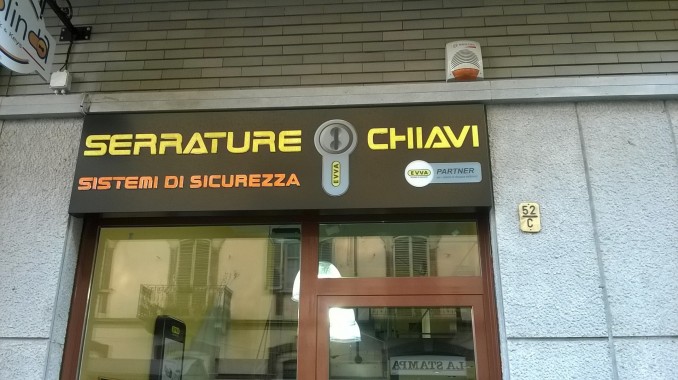 SERRATURE CHIAVI
SISTEMI DI SICUREZZA
EVVA
EVVA PARTNER
52
C
LA STAMPA